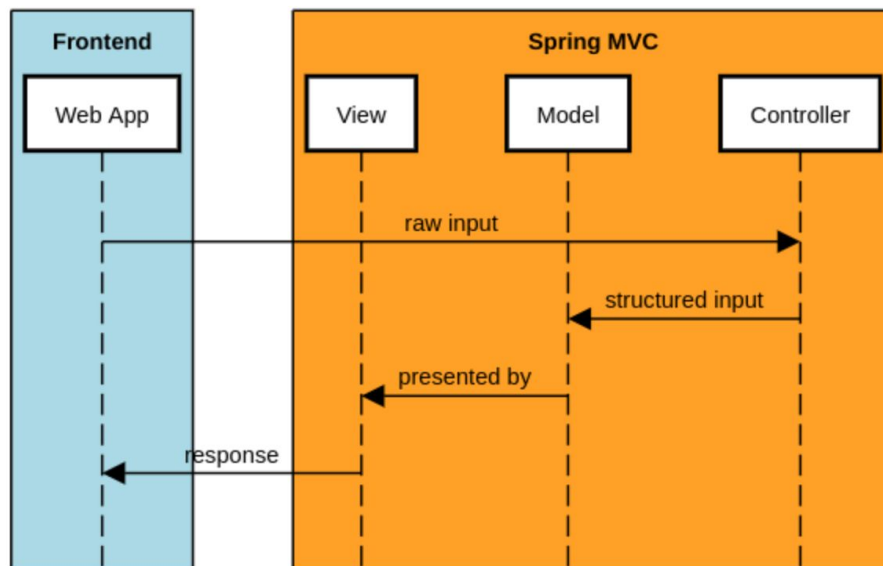 Frontend
Spring MVC
Web App
View
Model
Controller
raw input
structured input
presented by
response